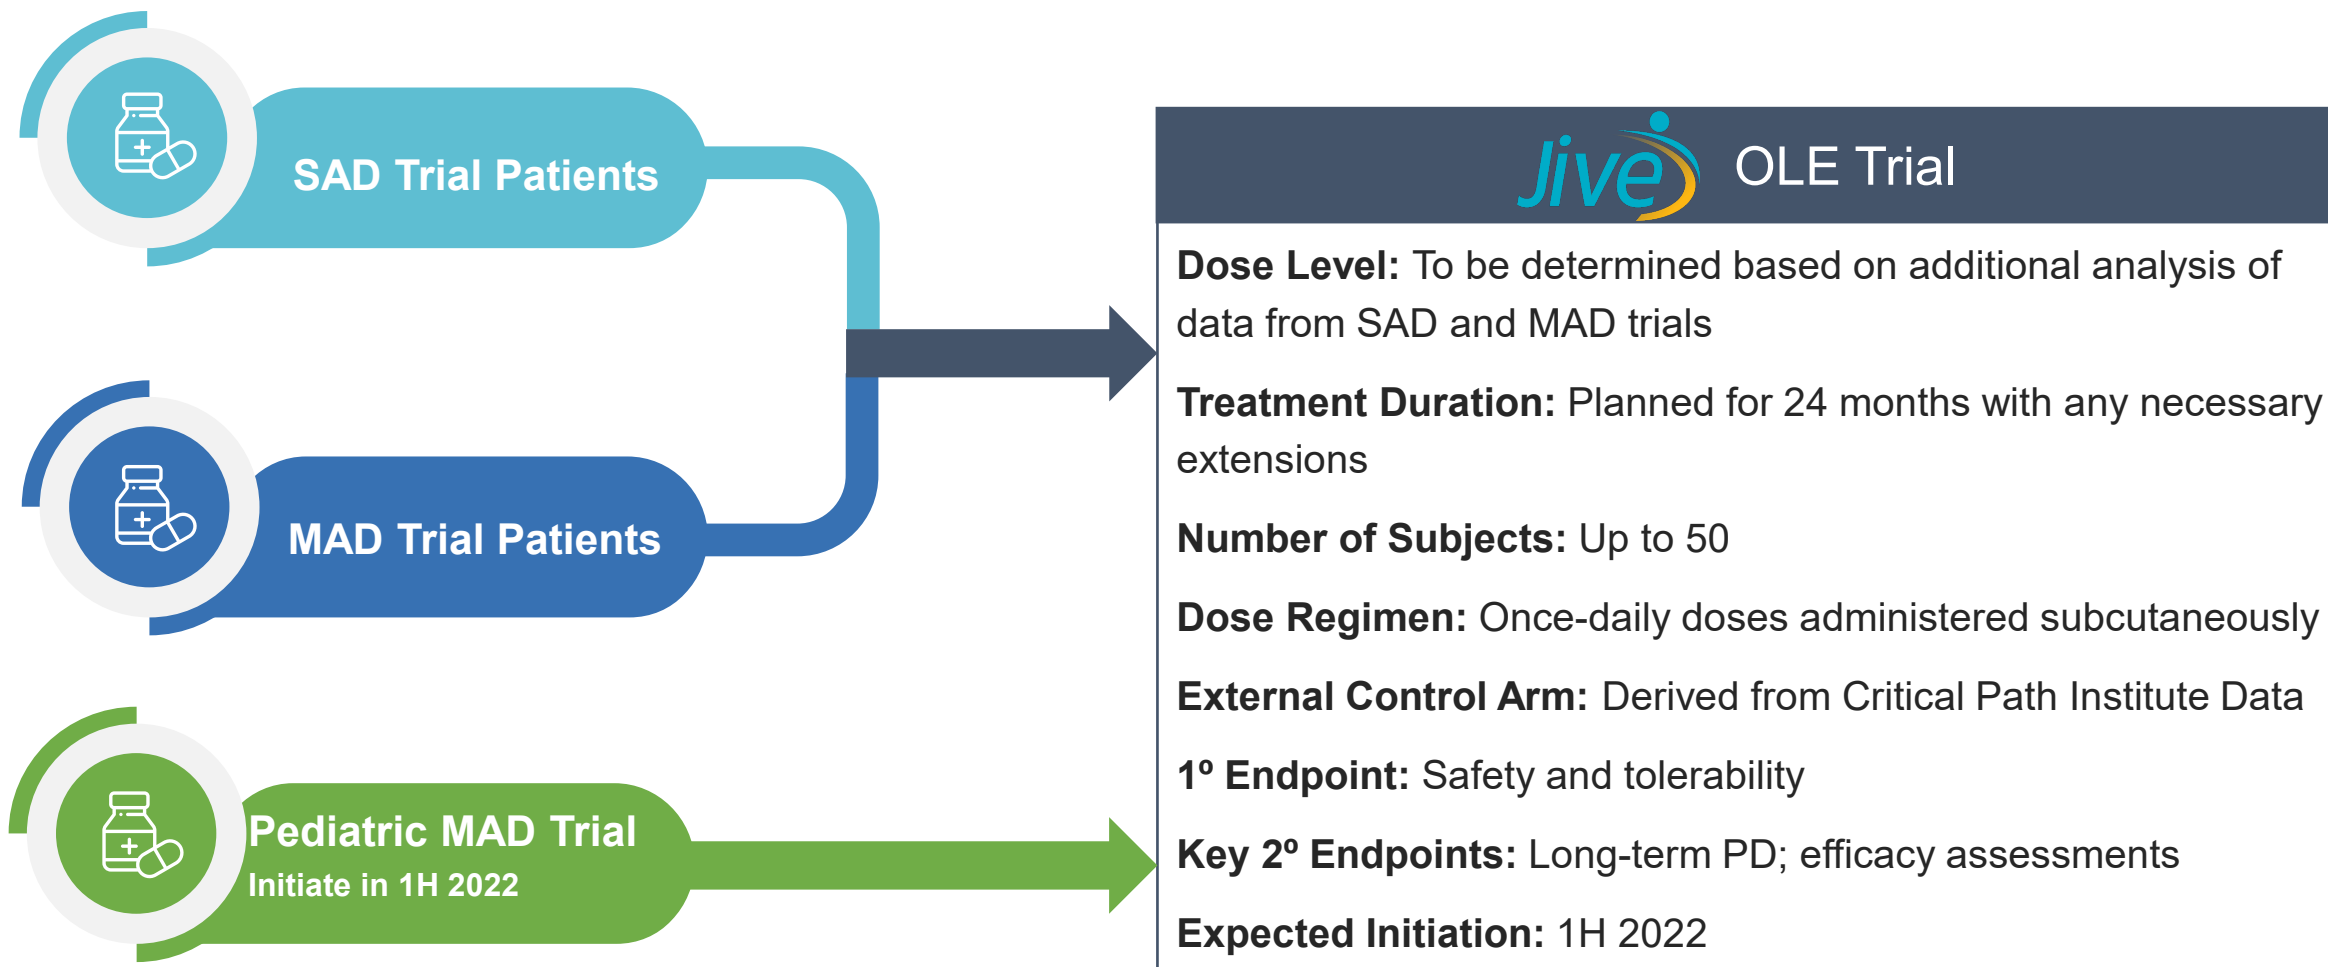 SAD Trial Patients
MAD Trial Patients
Pediatric MAD Trial
Initiate in 1H 2022
Jive OLE Trial
Dose Level: To be determined based on additional analysis of
data from SAD and MAD trials
Treatment Duration: Planned for 24 months with any necessary
extensions
Number of Subjects: Up to 50
Dose Regimen: Once-daily doses administered subcutaneously
External Control Arm: Derived from Critical Path Institute Data
1º Endpoint: Safety and tolerability
Key 2º Endpoints: Long-term PD; efficacy assessments
Expected Initiation: 1H 2022